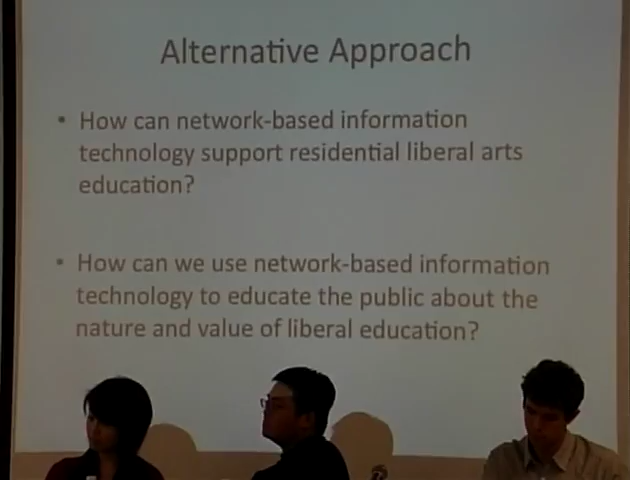 Alternative Approach
• How can network-based information
technology support residential liberal arts
education?
• How can we use network-based information
technology to educate the public about the
nature and value of liberal education?